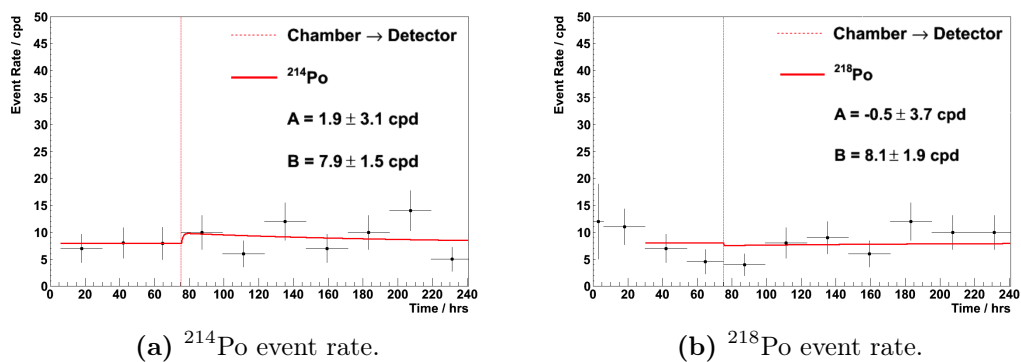 Event Rate / cpd
50
45
40
35
30
25
20
15
10
5
0
Chamber → Detector
²¹⁴Po
A = 1.9 ± 3.1 cpd
B = 7.9 ± 1.5 cpd
0 20 40 60 80 100 120 140 160 180 200 220 240
Time / hrs
(a) ²¹⁴Po event rate.
Event Rate / cpd
50
45
40
35
30
25
20
15
10
5
0
Chamber → Detector
²¹⁸Po
A = -0.5 ± 3.7 cpd
B = 8.1 ± 1.9 cpd
0 20 40 60 80 100 120 140 160 180 200 220 240
Time / hrs
(b) ²¹⁸Po event rate.